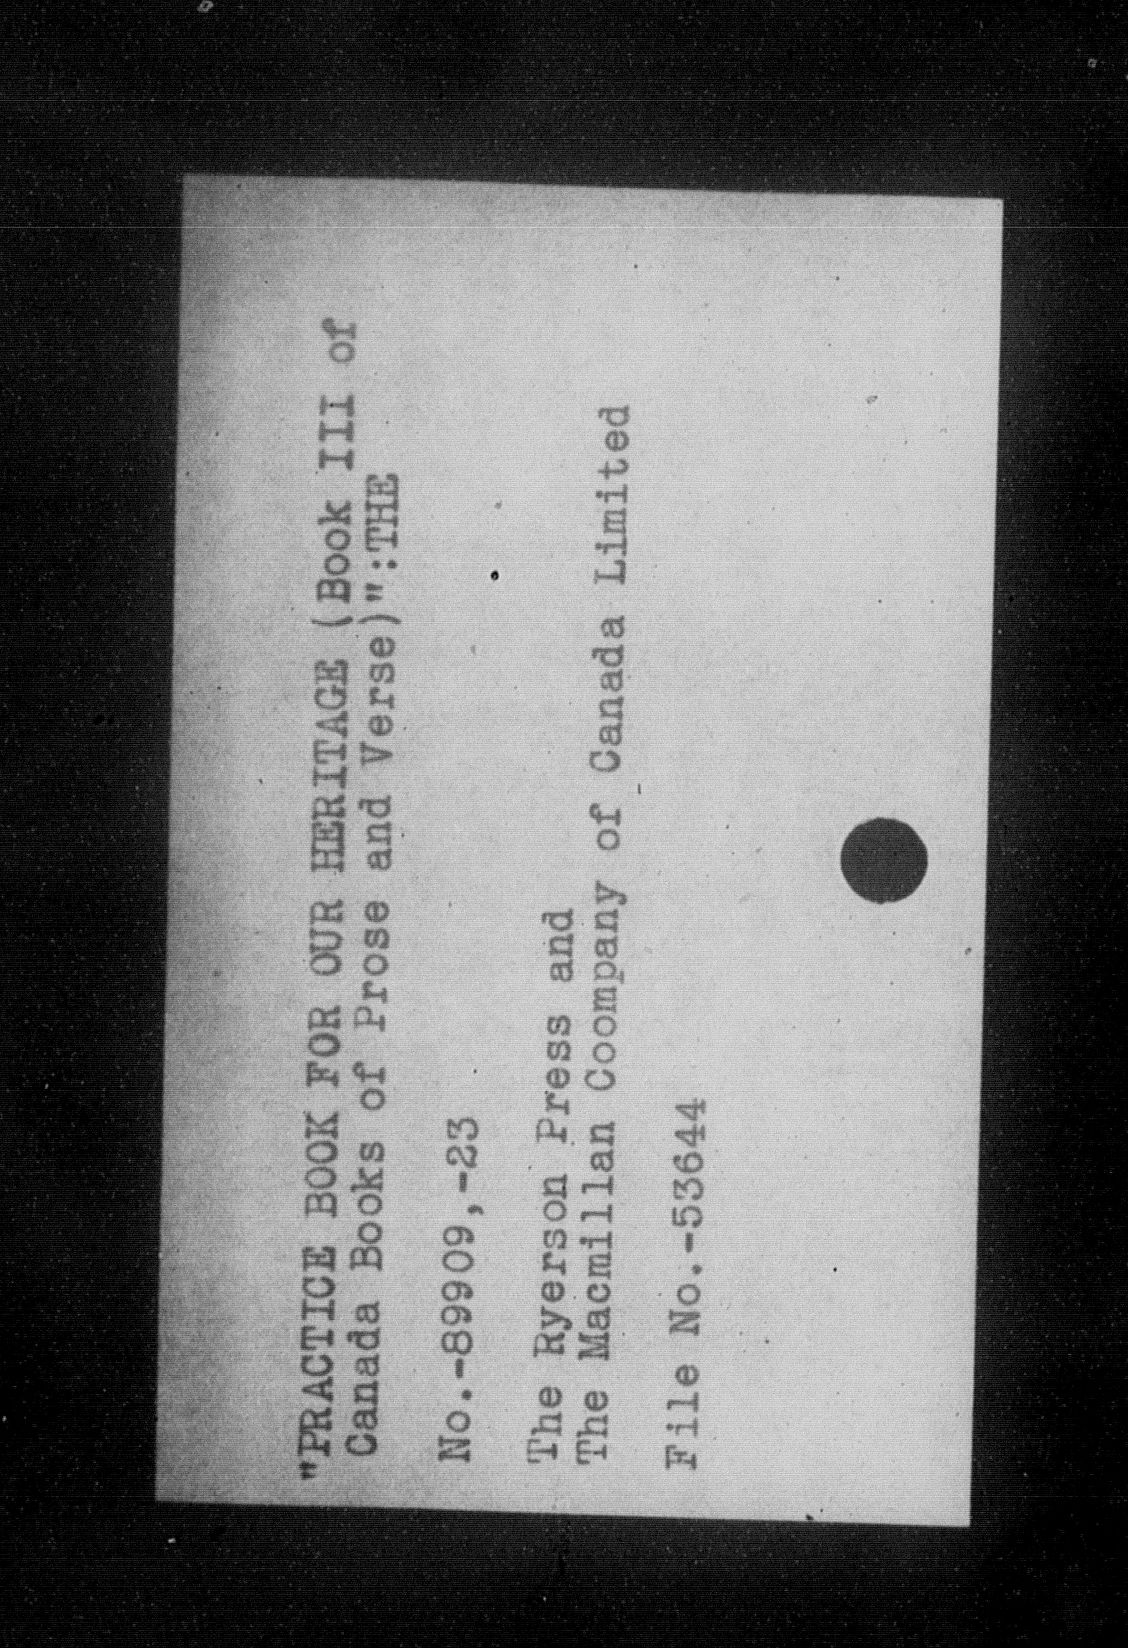 "PRACTICE BOOK FOR OUR HERITAGE (Book III of
Canada Books of Prose and Verse)":THE
No.-89909,-23
The Ryerson Press and
The Macmillan Coompany of Canada Limited
File No.-53644